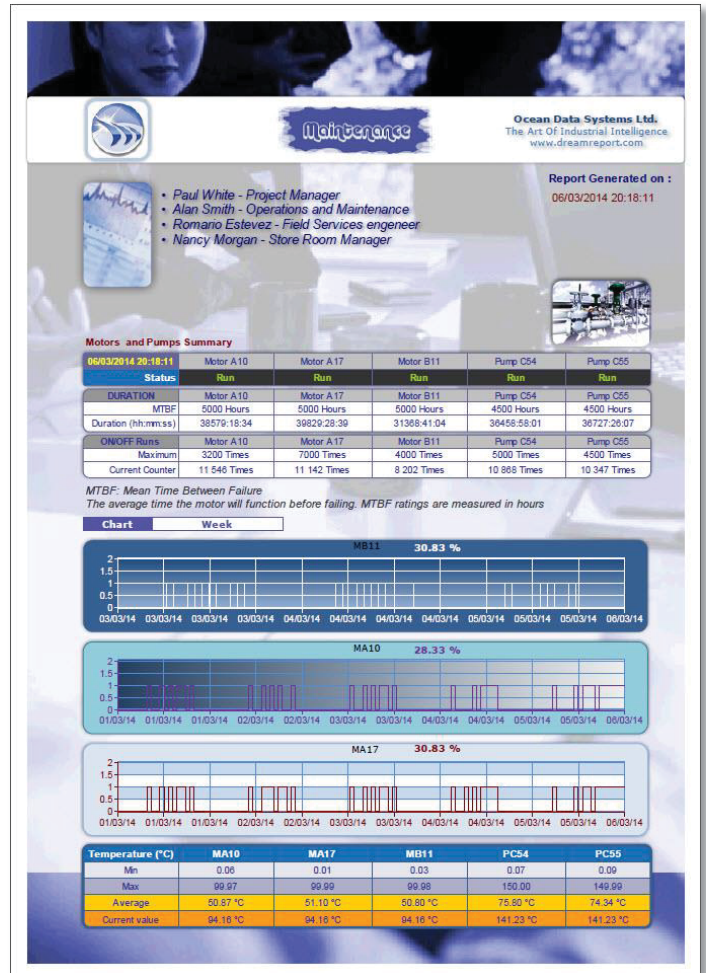 Maintenance
Ocean Data Systems Ltd.
The Art Of Industrial Intelligence
www.dreamreport.com
Report Generated on :
06/03/2014 20:18:11
• Paul White - Project Manager
• Alan Smith - Operations and Maintenance
• Romario Estevez - Field Services engeneer
• Nancy Morgan - Store Room Manager
Motors and Pumps Summary
06/03/2014 20:18:11 Motor A10 Motor A17 Motor B11 Pump C54 Pump C55
Status Run Run Run Run Run
DURATION Motor A10 Motor A17 Motor B11 Pump C54 Pump C55
MTBF 5000 Hours 5000 Hours 5000 Hours 4500 Hours 4500 Hours
Duration (hh:mm:ss) 38579:18:34 39829:28:39 31368:41:04 36458:58:01 36727:26:07
ON/OFF Runs Motor A10 Motor A17 Motor B11 Pump C54 Pump C55
Maximum 3200 Times 7000 Times 4000 Times 5000 Times 4500 Times
Current Counter 11 546 Times 11 142 Times 8 202 Times 10 868 Times 10 347 Times
MTBF: Mean Time Between Failure
The average time the motor will function before failing. MTBF ratings are measured in hours
Chart Week
MB11 30.83 %
2
1.5
1
0.5
0
03/03/14 03/03/14 03/03/14 03/03/14 04/03/14 04/03/14 04/03/14 04/03/14 05/03/14 05/03/14 05/03/14 06/03/14
MA10 28.33 %
2
1.5
1
0.5
0
01/03/14 01/03/14 01/03/14 02/03/14 02/03/14 03/03/14 03/03/14 04/03/14 04/03/14 05/03/14 05/03/14 06/03/14
MA17 30.83 %
2
1.5
1
0.5
0
01/03/14 01/03/14 01/03/14 02/03/14 02/03/14 03/03/14 03/03/14 04/03/14 04/03/14 05/03/14 05/03/14 06/03/14
Temperature (°C) MA10 MA17 MB11 PC54 PC55
Min 0.06 0.01 0.03 0.07 0.09
Max 99.97 99.99 99.98 150.00 149.99
Average 50.87 °C 51.10 °C 50.80 °C 75.80 °C 74.34 °C
Current value 94.16 °C 94.16 °C 94.16 °C 141.23 °C 141.23 °C